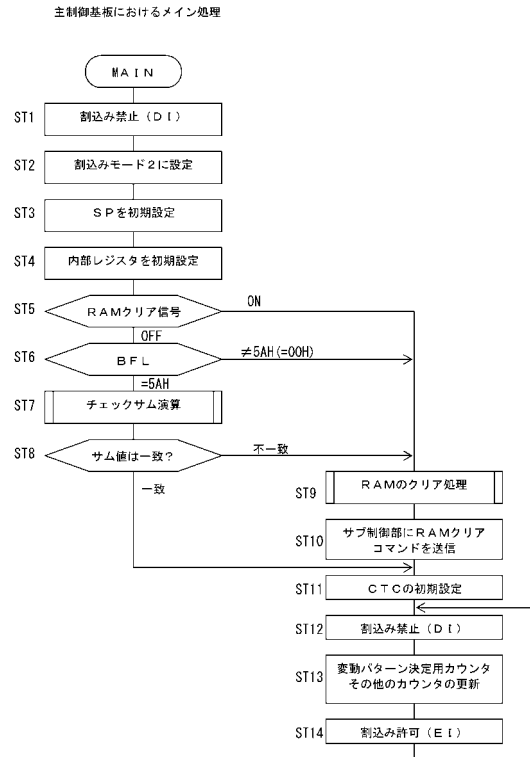 主制御基板におけるメイン処理
ＭＡＩＮ
ST1
割込み禁止（ＤＩ）
ST2
割込みモード２に設定
ST3
ＳＰを初期設定
ST4
内部レジスタを初期設定
ST5
ＲＡＭクリア信号
ON
OFF
ST6
ＢＦＬ
≠5AH(=00H)
=5AH
ST7
チェックサム演算
ST8
サム値は一致？
不一致
一致
ST9
ＲＡＭのクリア処理
ST10
サブ制御部にＲＡＭクリア
コマンドを送信
ST11
ＣＴＣの初期設定
ST12
割込み禁止（ＤＩ）
ST13
変動パターン決定用カウンタ
その他のカウンタの更新
ST14
割込み許可（ＥＩ）